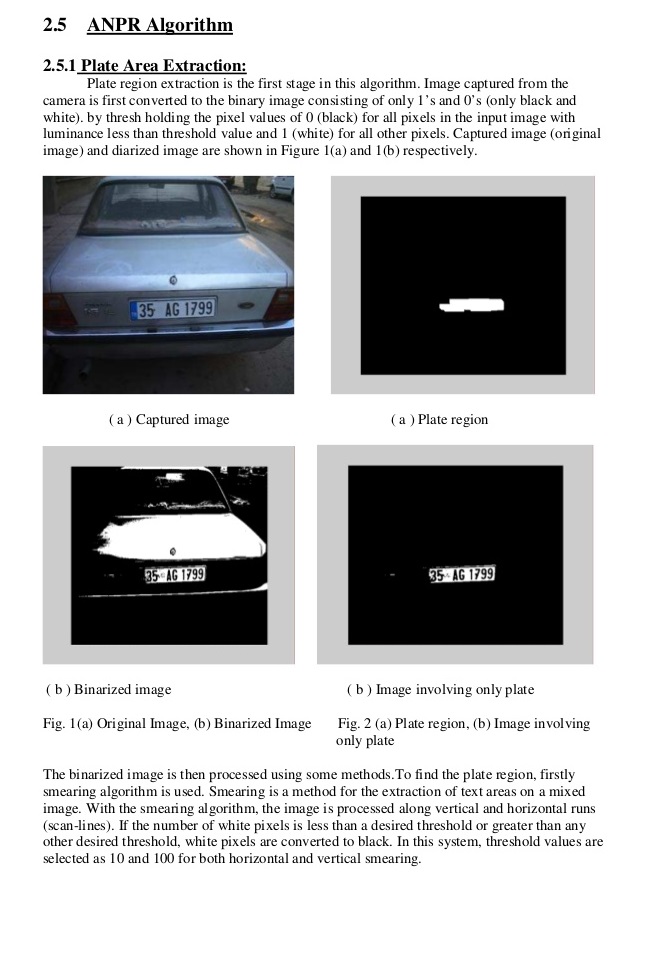 2.5 ANPR Algorithm
2.5.1 Plate Area Extraction:
Plate region extraction is the first stage in this algorithm. Image captured from the
camera is first converted to the binary image consisting of only 1's and 0's (only black and
white). by thresh holding the pixel values of 0 (black) for all pixels in the input image with
luminance less than threshold value and 1 (white) for all other pixels. Captured image (original
image) and diarized image are shown in Figure 1(a) and 1(b) respectively.
35 AG 1799
( a ) Captured image
( a ) Plate region
35 AG 1799
35 AG 1799
( b ) Binarized image
( b ) Image involving only plate
Fig. 1(a) Original Image, (b) Binarized Image
Fig. 2 (a) Plate region, (b) Image involving
only plate
The binarized image is then processed using some methods.To find the plate region, firstly
smearing algorithm is used. Smearing is a method for the extraction of text areas on a mixed
image. With the smearing algorithm, the image is processed along vertical and horizontal runs
(scan-lines). If the number of white pixels is less than a desired threshold or greater than any
other desired threshold, white pixels are converted to black. In this system, threshold values are
selected as 10 and 100 for both horizontal and vertical smearing.